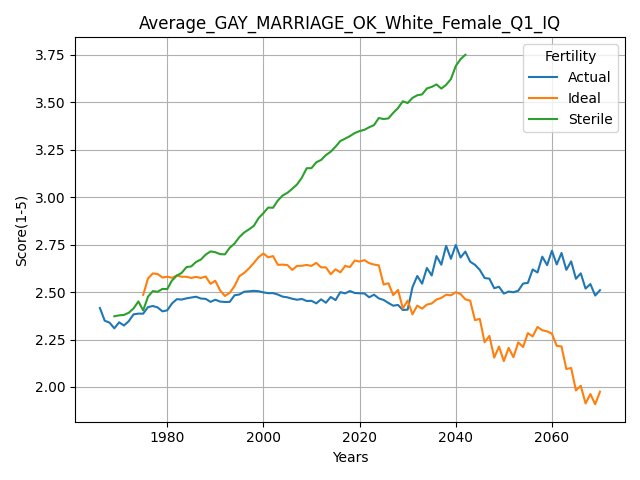 Average_GAY_MARRIAGE_OK_White_Female_Q1_IQ
Fertility
Actual
Ideal
Sterile
Score(1-5)
3.75
3.50
3.25
3.00
2.75
2.50
2.25
2.00
1980 2000 2020 2040 2060
Years